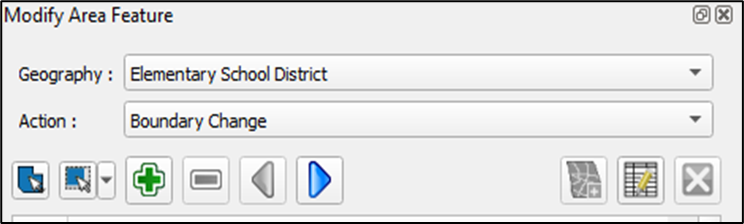 Modify Area Feature
Geography : Elementary School District
Action : Boundary Change